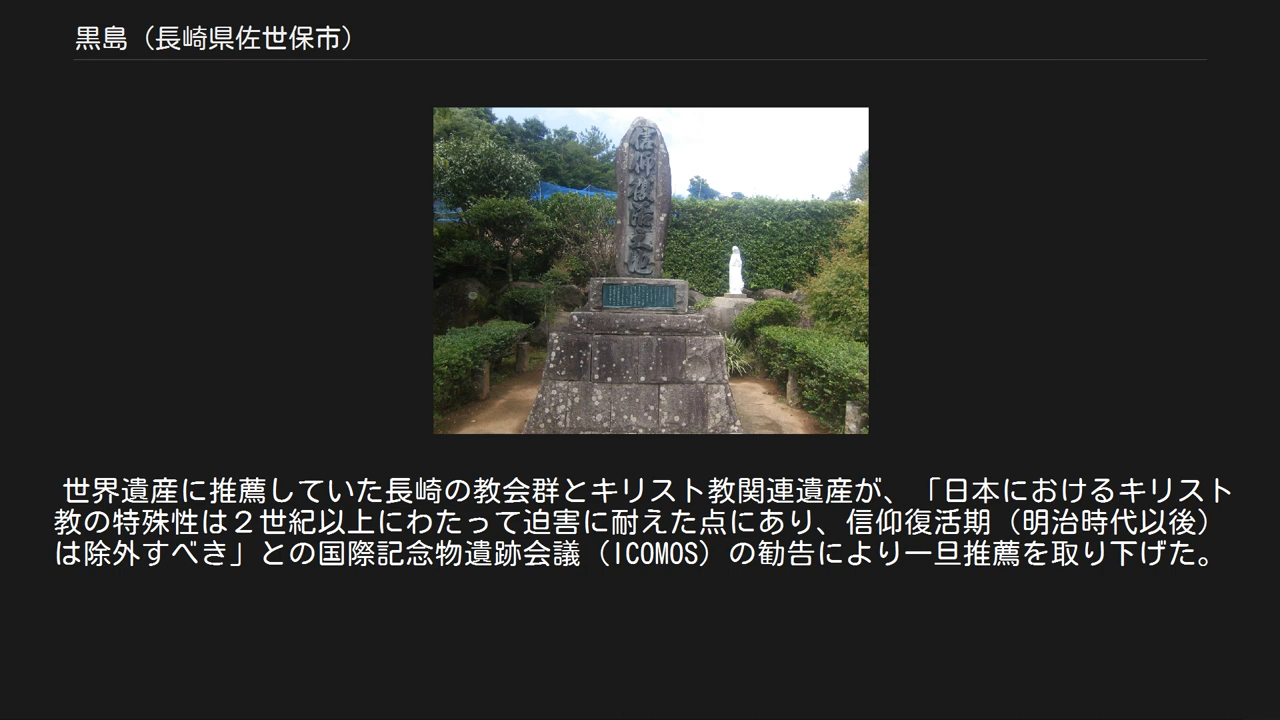 黒島（長崎県佐世保市）
信仰復活之地
世界遺産に推薦していた長崎の教会群とキリスト教関連遺産が、「日本におけるキリスト
教の特殊性は２世紀以上にわたって迫害に耐えた点にあり、信仰復活期（明治時代以後）
は除外すべき」との国際記念物遺跡会議（ICOMOS）の勧告により一旦推薦を取り下げた。